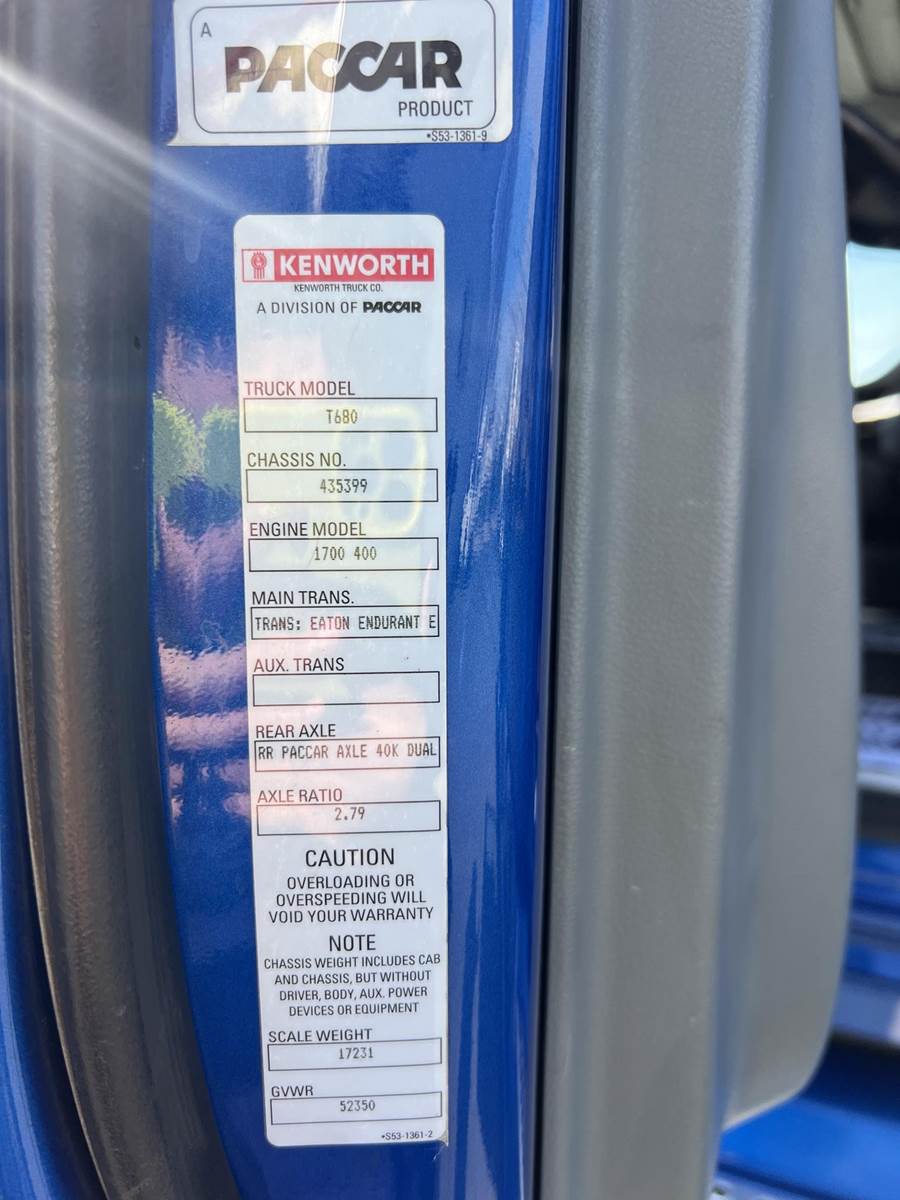 A
PACCAR
PRODUCT
•S53-1361-9
KENWORTH
KENWORTH TRUCK CO.
A DIVISION OF PACCAR
TRUCK MODEL
T680
CHASSIS NO.
435399
ENGINE MODEL
1700 400
MAIN TRANS.
TRANS: EATON ENDURANT E
AUX. TRANS
REAR AXLE
RR PACCAR AXLE 40K DUAL
AXLE RATIO
2.79
CAUTION
OVERLOADING OR
OVERSPEEDING WILL
VOID YOUR WARRANTY
NOTE
CHASSIS WEIGHT INCLUDES CAB
AND CHASSIS, BUT WITHOUT
DRIVER, BODY, AUX. POWER
DEVICES OR EQUIPMENT
SCALE WEIGHT
17231
GVWR
52350
•S53-1361-2